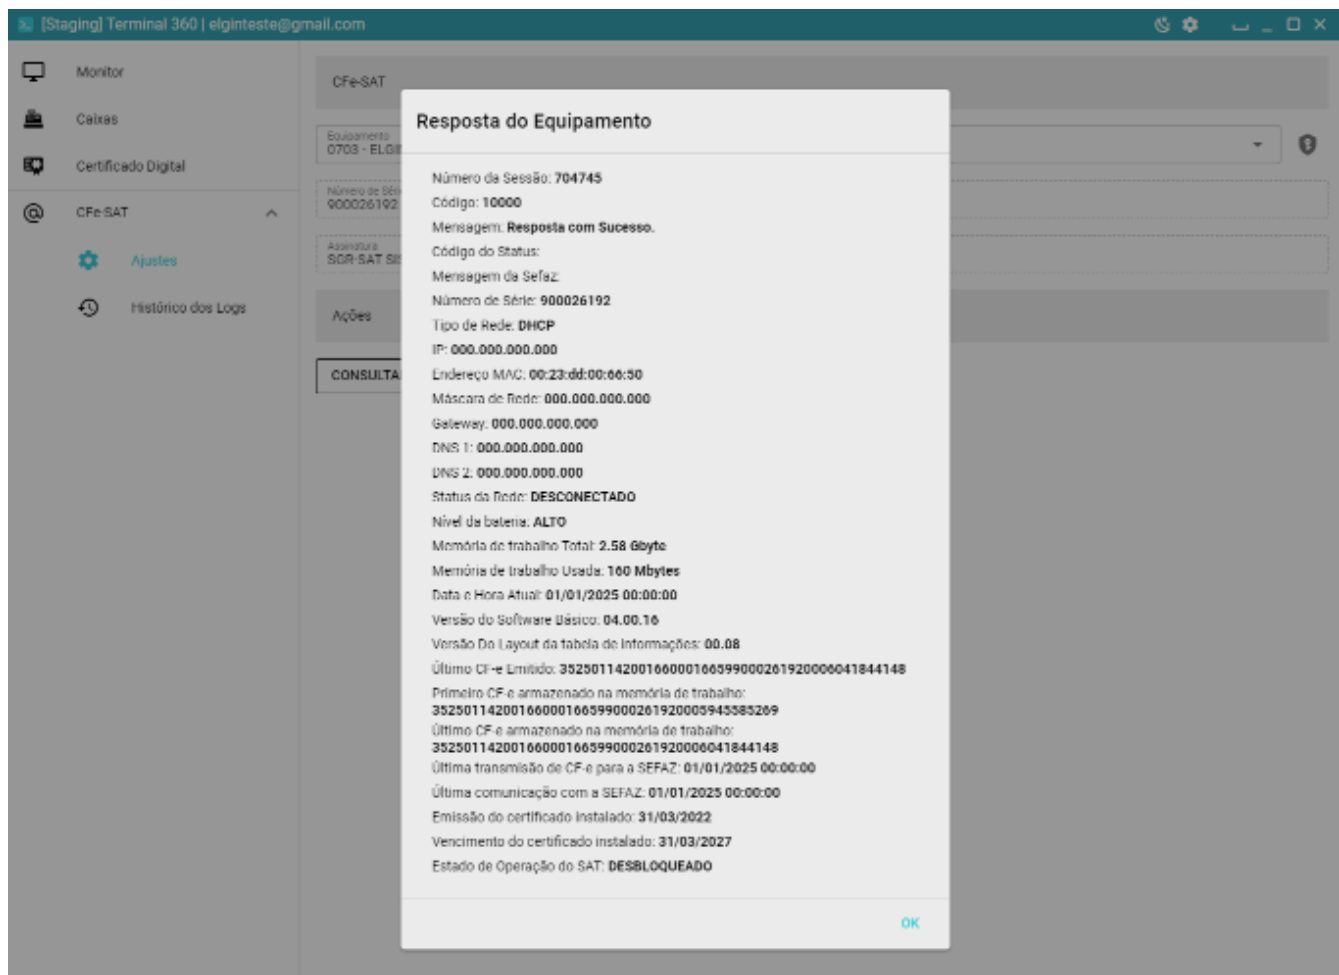 [Staging] Terminal 360 | elginteste@gmail.com
Monitor
Caixas
Certificado Digital
CFe-SAT
Ajustes
Histórico dos Logs
CFe-SAT
Equipamento
0703 - ELGI
Número de Séri
900026192
Assinatura
SGR-SAT SIS
Ações
CONSULTA
Resposta do Equipamento
Número da Sessão: 704745
Código: 10000
Mensagem: Resposta com Sucesso.
Código do Status:
Mensagem da Sefaz:
Número de Série: 900026192
Tipo de Rede: DHCP
IP: 000.000.000.000
Endereço MAC: 00:23:dd:00:66:50
Máscara de Rede: 000.000.000.000
Gateway: 000.000.000.000
DNS 1: 000.000.000.000
DNS 2: 000.000.000.000
Status da Rede: DESCONECTADO
Nível da bateria: ALTO
Memória de trabalho Total: 2.58 Gbyte
Memória de trabalho Usada: 160 Mbytes
Data e Hora Atual: 01/01/2025 00:00:00
Versão do Software Básico: 04.00.16
Versão Do Layout da tabela de informações: 00.08
Último CF-e Emitido: 35250114200166000166599000261920006041844148
Primeiro CF-e armazenado na memória de trabalho:
35250114200166000166599000261920005945585269
Último CF-e armazenado na memória de trabalho:
35250114200166000166599000261920006041844148
Última transmissão de CF-e para a SEFAZ: 01/01/2025 00:00:00
Última comunicação com a SEFAZ: 01/01/2025 00:00:00
Emissão do certificado instalado: 31/03/2022
Vencimento do certificado instalado: 31/03/2027
Estado de Operação do SAT: DESBLOQUEADO
OK